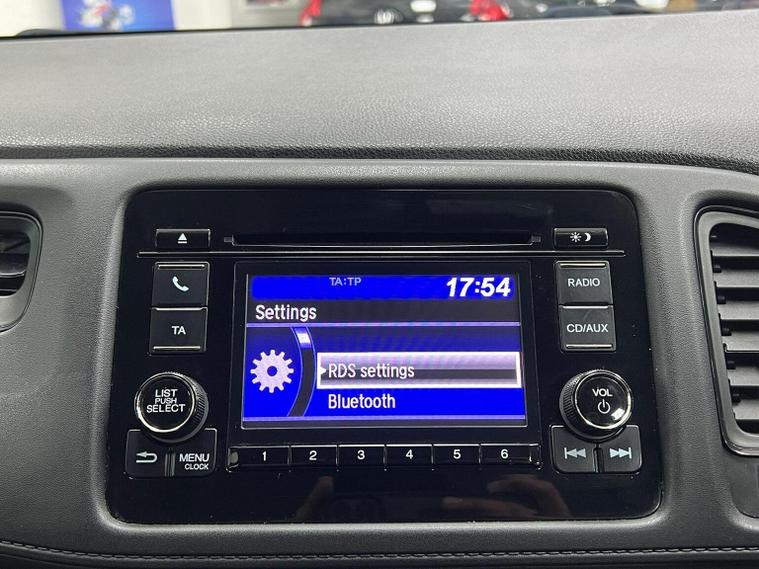 TA:TP
17:54
Settings
RDS settings
Bluetooth
TA
RADIO
CD/AUX
LIST
PUSH
SELECT
VOL
MENU
CLOCK
1 2 3 4 5 6